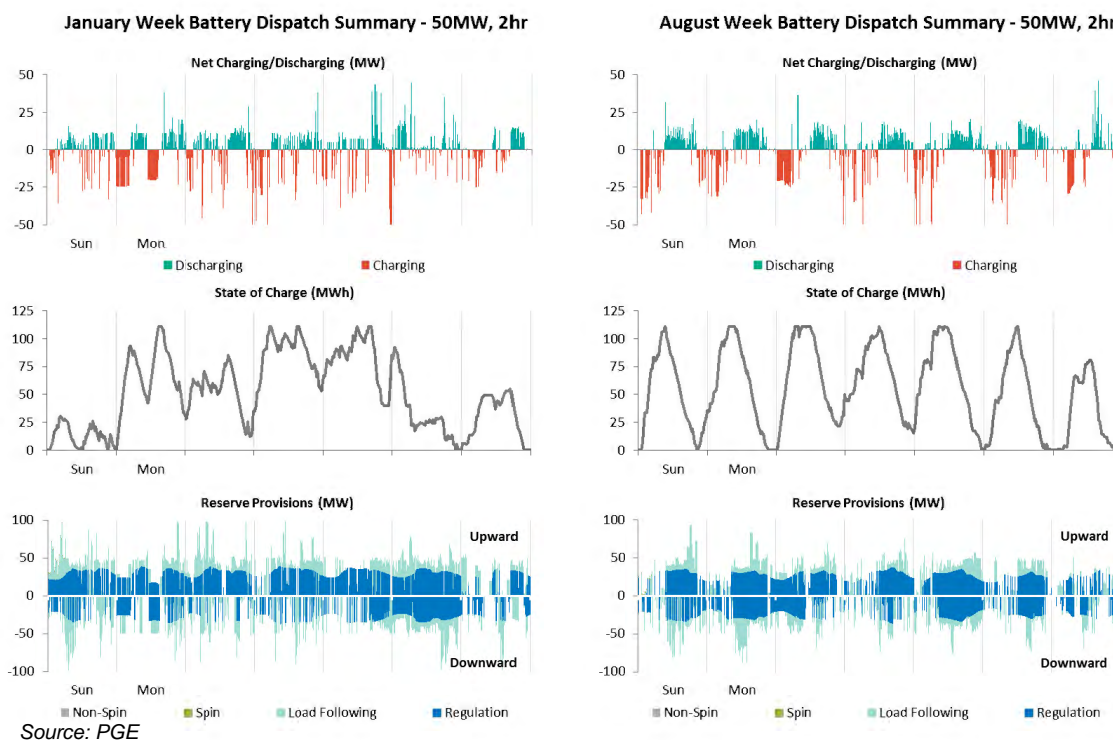 January Week Battery Dispatch Summary - 50MW, 2hr
Net Charging/Discharging (MW)
50
25
0
-25
-50
Sun Mon
Discharging Charging
State of Charge (MWh)
125
100
75
50
25
0
Sun Mon
Reserve Provisions (MW)
100
Upward
50
0
-50
Downward
-100
Sun Mon
Non-Spin Spin Load Following Regulation
Source: PGE
August Week Battery Dispatch Summary - 50MW, 2hr
Net Charging/Discharging (MW)
50
25
0
-25
-50
Sun Mon
Discharging Charging
State of Charge (MWh)
125
100
75
50
25
0
Sun Mon
Reserve Provisions (MW)
100
Upward
50
0
-50
Downward
-100
Sun Mon
Non-Spin Spin Load Following Regulation